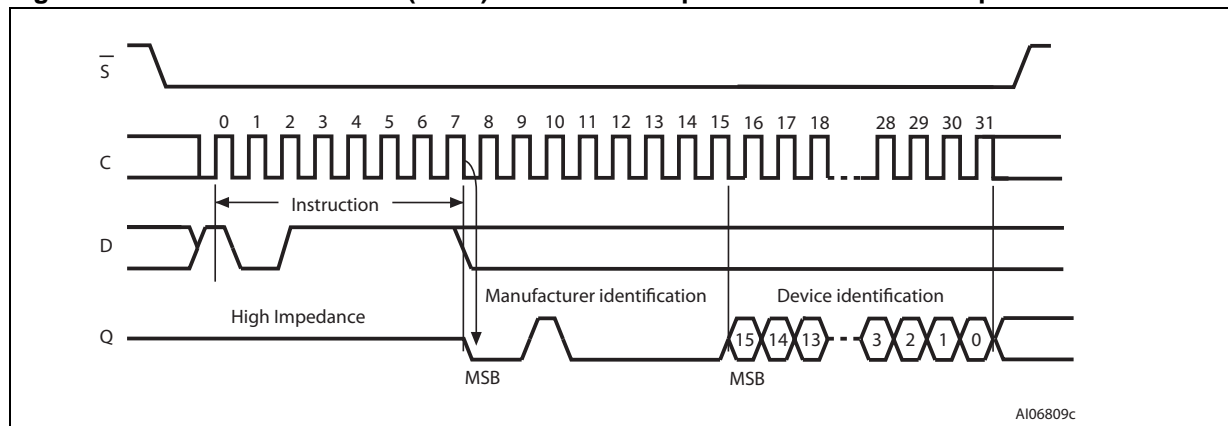 S
0 1 2 3 4 5 6 7 8 9 10 11 12 13 14 15 16 17 18 28 29 30 31
C
Instruction
D
Manufacturer identification Device identification
High Impedance
Q
15 14 13 3 2 1 0
MSB MSB
AI06809c